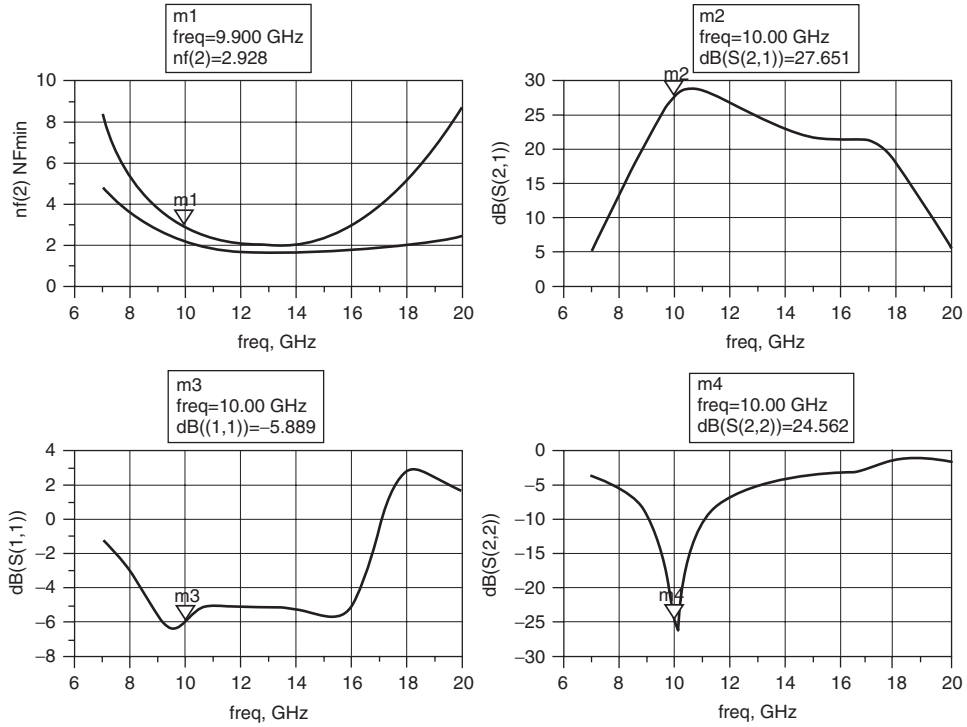 m1
freq=9.900 GHz
nf(2)=2.928
m2
freq=10.00 GHz
dB(S(2,1))=27.651
nf(2) NFmin
10
8
6
4
2
0
m1
6 8 10 12 14 16 18 20
freq, GHz
dB(S(2,1))
30
25
20
15
10
5
0
m2
6 8 10 12 14 16 18 20
freq, GHz
m3
freq=10.00 GHz
dB((1,1))=−5.889
m4
freq=10.00 GHz
dB(S(2,2))=24.562
dB(S(1,1))
4
2
0
−2
−4
−6
−8
m3
6 8 10 12 14 16 18 20
freq, GHz
dB(S(2,2))
0
−5
−10
−15
−20
−25
−30
m4
6 8 10 12 14 16 18 20
freq, GHz